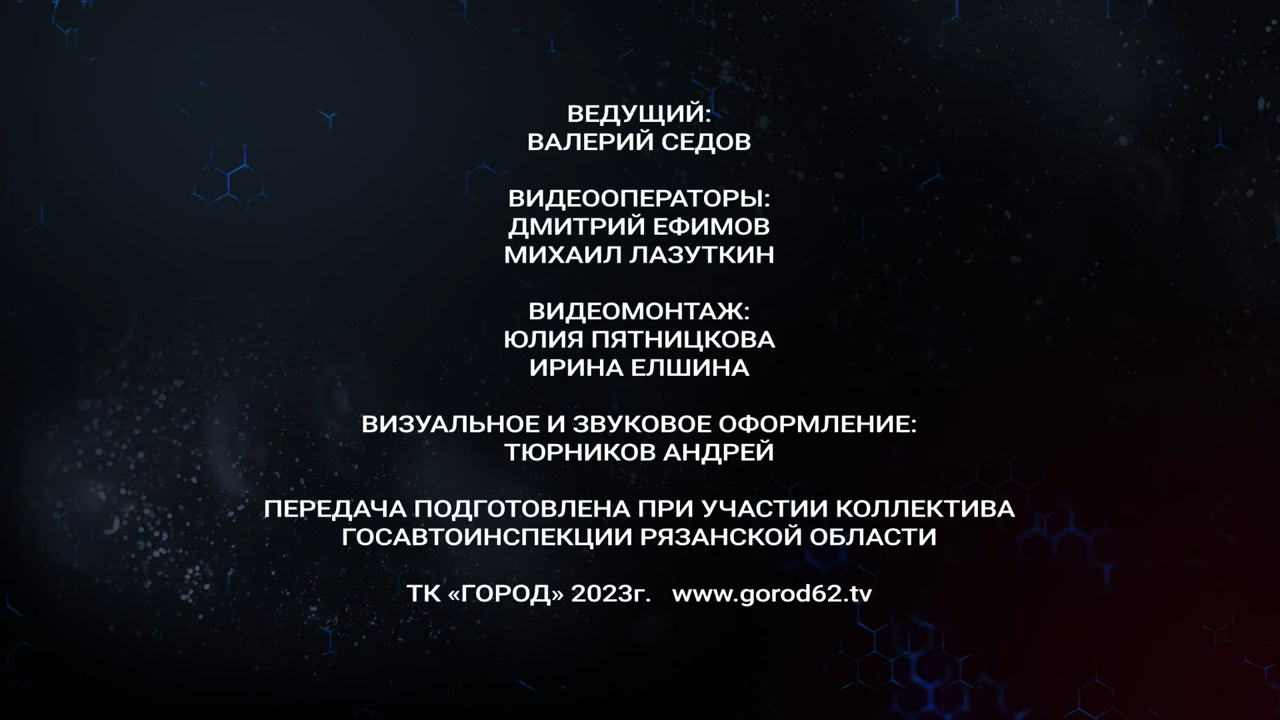 ВЕДУЩИЙ:
ВАЛЕРИЙ СЕДОВ
ВИДЕООПЕРАТОРЫ:
ДМИТРИЙ ЕФИМОВ
МИХАИЛ ЛАЗУТКИН
ВИДЕОМОНТАЖ:
ЮЛИЯ ПЯТНИЦКОВА
ИРИНА ЕЛШИНА
ВИЗУАЛЬНОЕ И ЗВУКОВОЕ ОФОРМЛЕНИЕ:
ТЮРНИКОВ АНДРЕЙ
ПЕРЕДАЧА ПОДГОТОВЛЕНА ПРИ УЧАСТИИ КОЛЛЕКТИВА
ГОСАВТОИНСПЕКЦИИ РЯЗАНСКОЙ ОБЛАСТИ
ТК «ГОРОД» 2023г. www.gorod62.tv